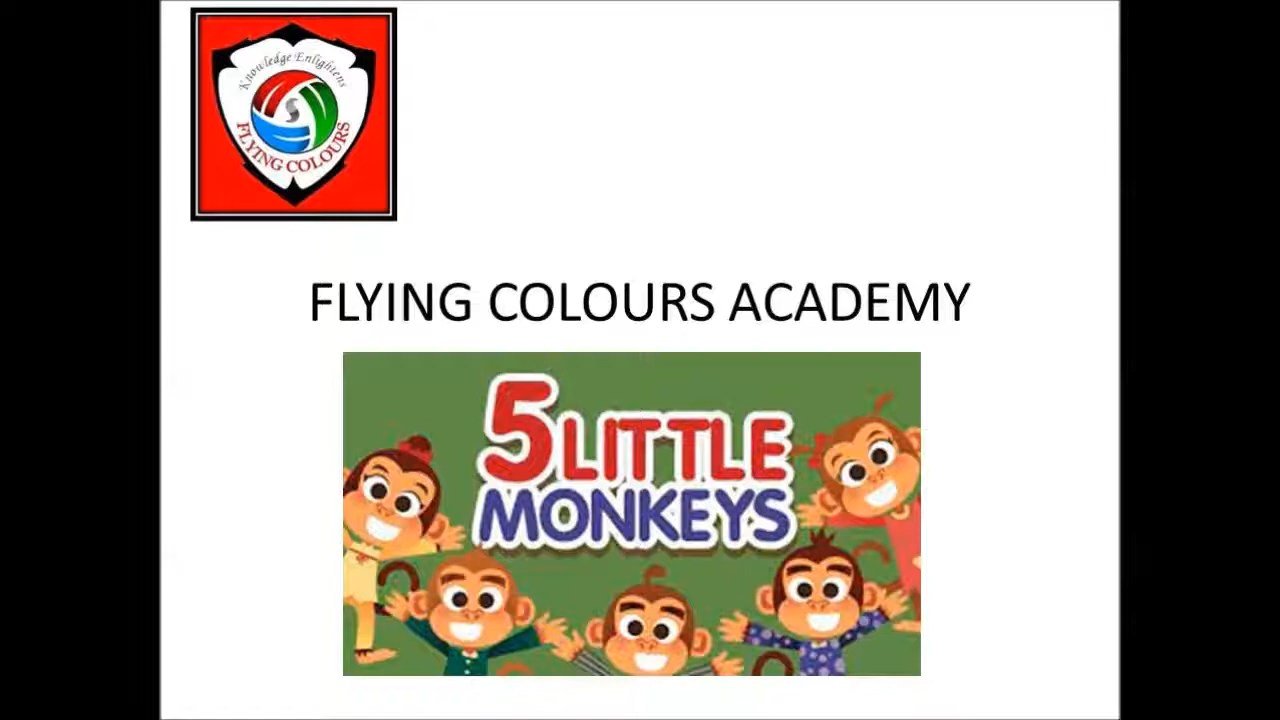 Knowledge Enlightens
FLYING COLOURS
FLYING COLOURS ACADEMY
5 LITTLE
MONKEYS